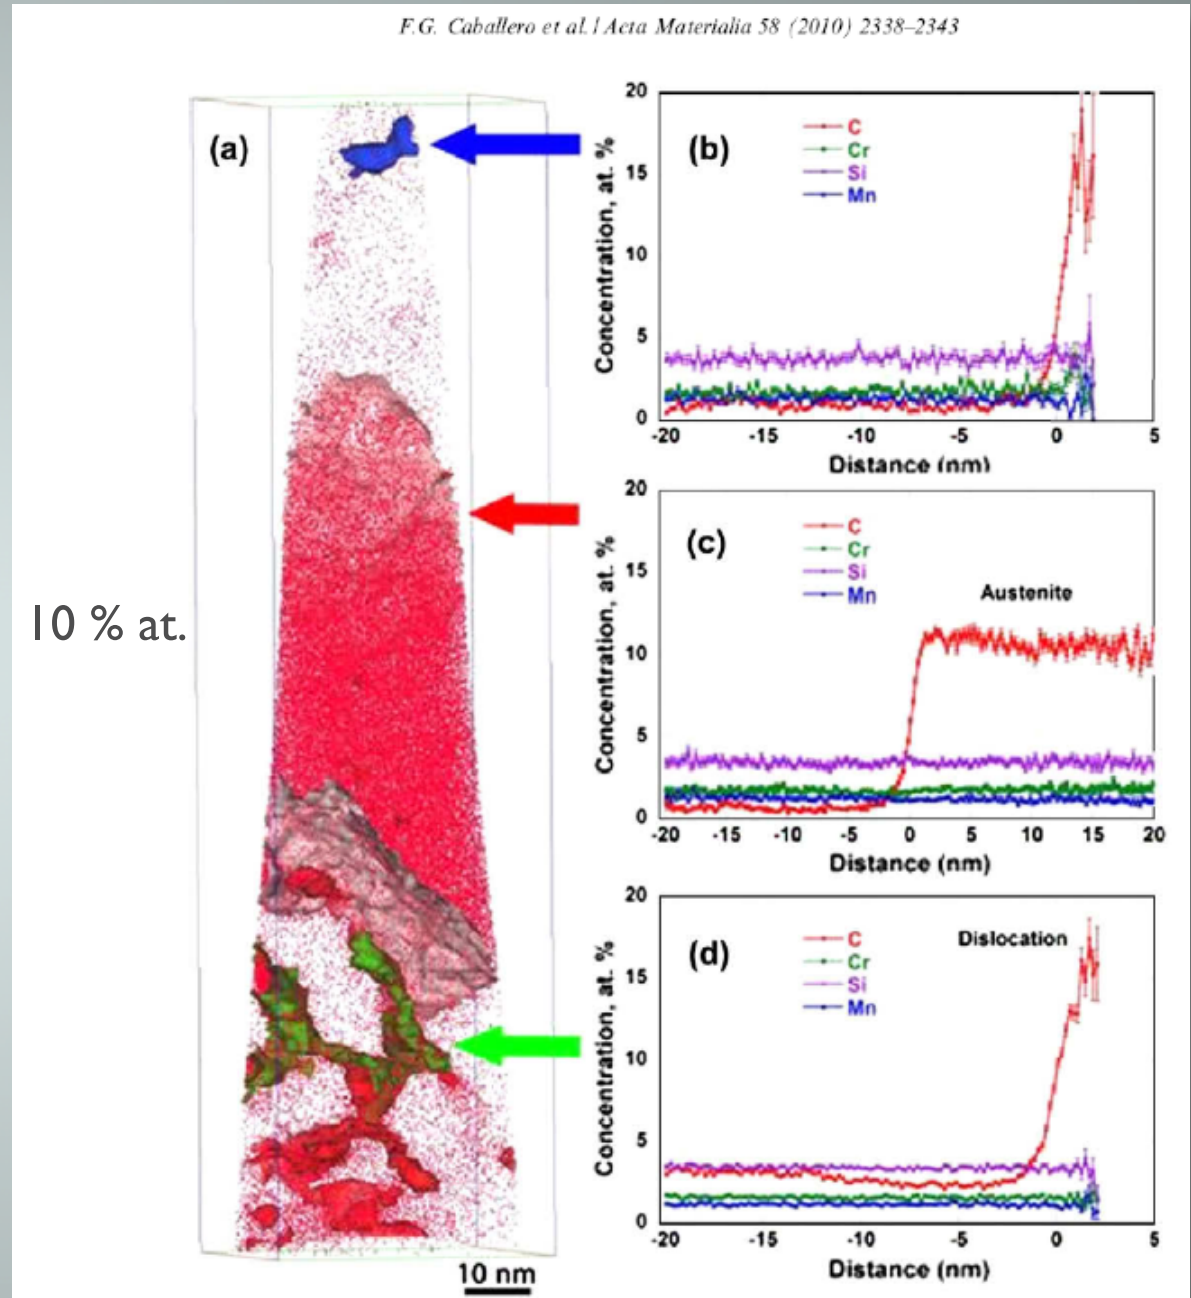 F.G. Caballero et al. / Acta Materialia 58 (2010) 2338–2343
(a)
10 % at.
10 nm
(b)
C
Cr
Si
Mn
Concentration, at. %
20
15
10
5
0
-20 -15 -10 -5 0 5
Distance (nm)
(c)
C
Cr
Si
Mn
Austenite
Concentration, at. %
20
15
10
5
0
-20 -15 -10 -5 0 5 10 15 20
Distance (nm)
(d)
C
Cr
Si
Mn
Dislocation
Concentration, at. %
20
15
10
5
0
-20 -15 -10 -5 0 5
Distance (nm)